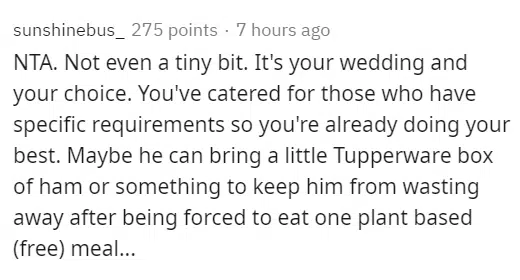 sunshinebus_ 275 points · 7 hours ago
NTA. Not even a tiny bit. It's your wedding and
your choice. You've catered for those who have
specific requirements so you're already doing your
best. Maybe he can bring a little Tupperware box
of ham or something to keep him from wasting
away after being forced to eat one plant based
(free) meal...